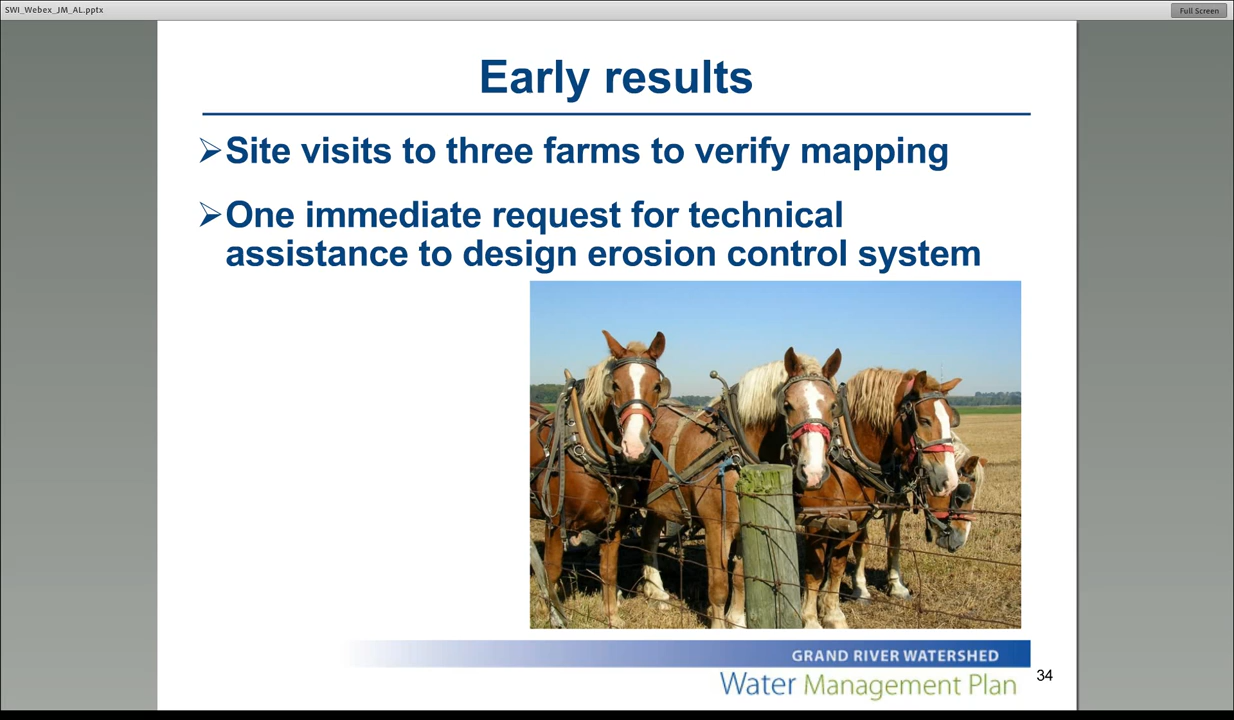 SWI_Webex_JM_AL.pptx
Full Screen
Early results
➢Site visits to three farms to verify mapping
➢One immediate request for technical
assistance to design erosion control system
GRAND RIVER WATERSHED
Water Management Plan
34